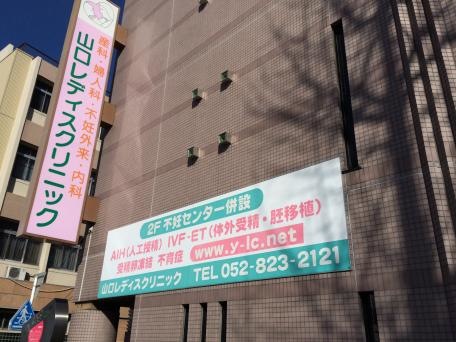 産科・婦人科・不妊外来・内科
山口レディスクリニック
2F 不妊センター併設
AIH(人工授精) IVF-ET(体外受精・胚移植)
受精卵凍結 不育症 www.y-lc.net
山口レディスクリニック TEL 052-823-2121